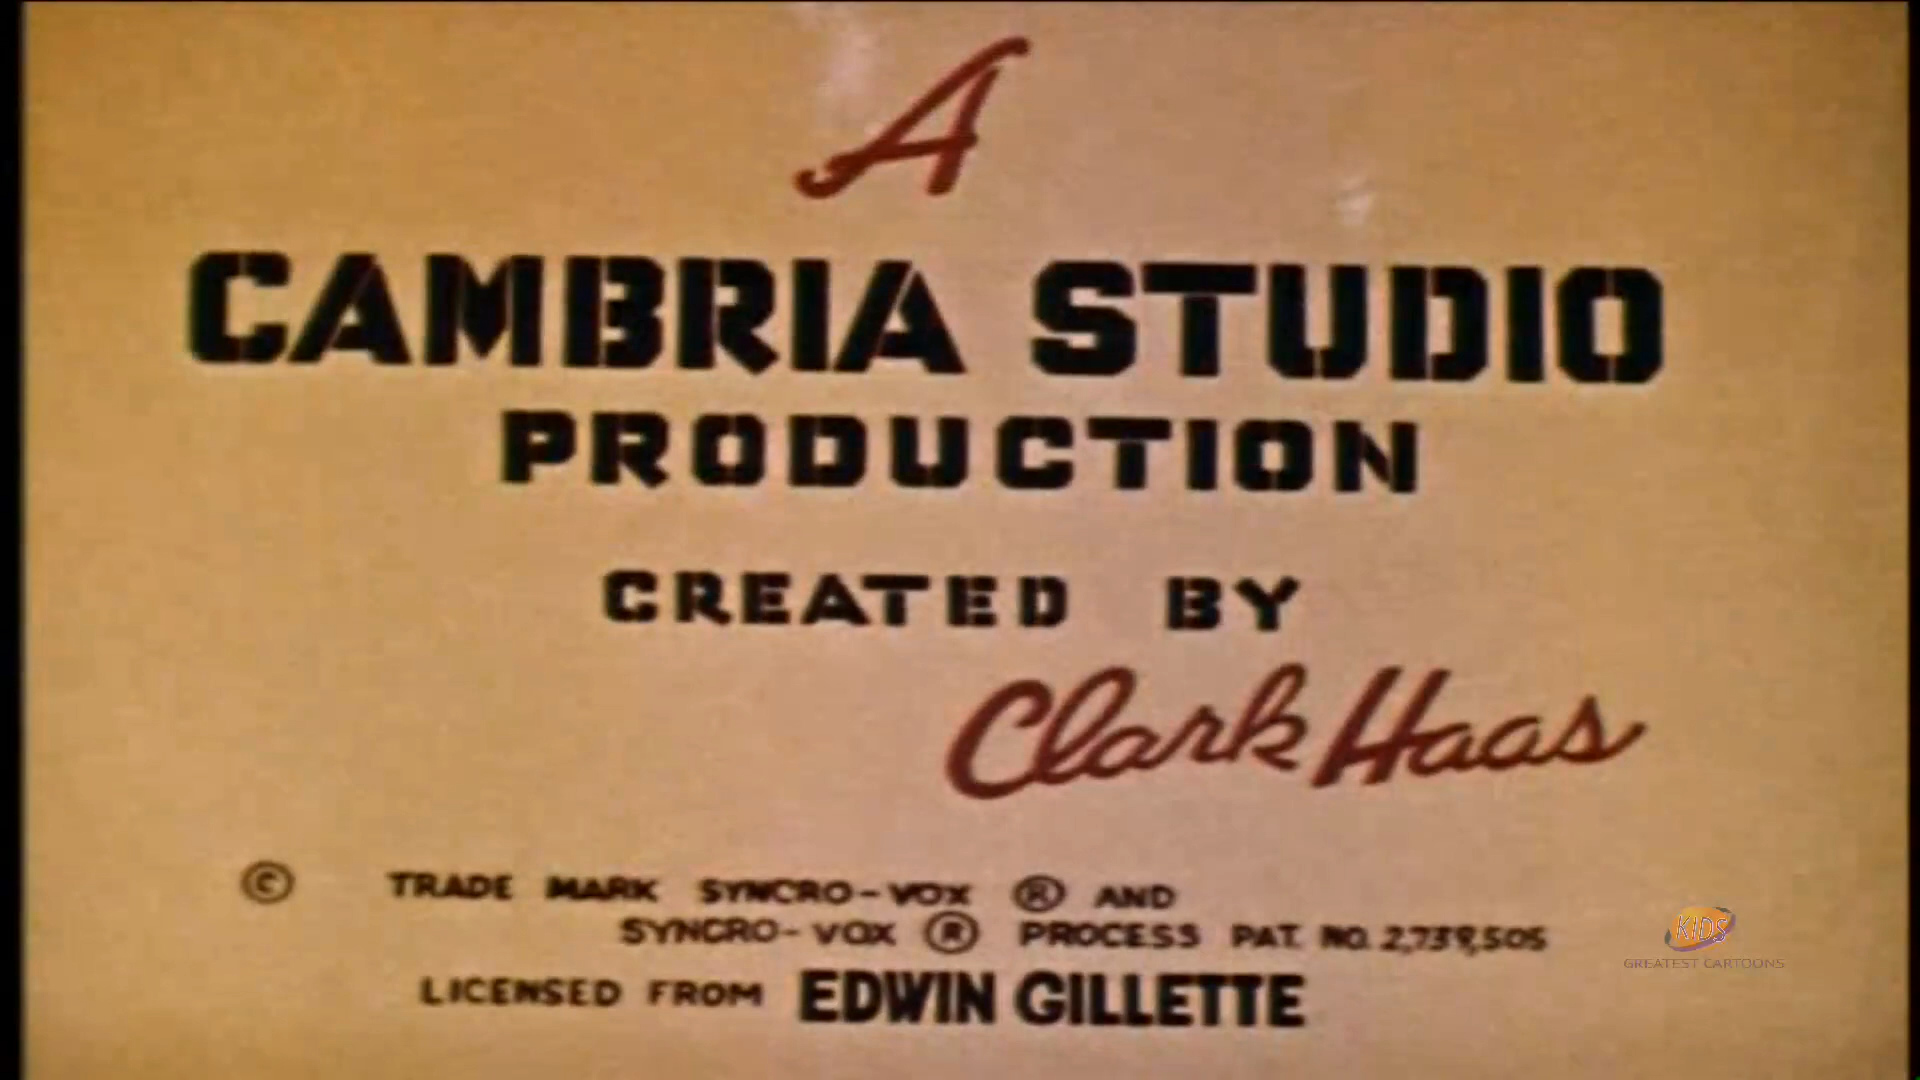 A
CAMBRIA STUDIO
PRODUCTION
CREATED BY
Clark Haas
© TRADE MARK SYNCRO-VOX ® AND
SYNCRO-VOX ® PROCESS PAT. NO. 2,739,505
LICENSED FROM EDWIN GILLETTE
KIDS
GREATEST CARTOONS